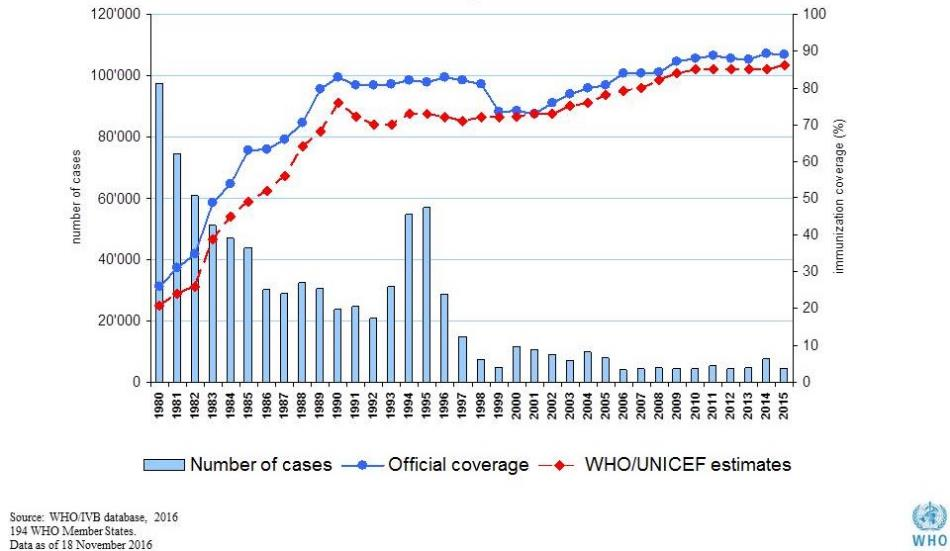 120'000
100'000
80'000
60'000
40'000
20'000
0
number of cases
100
90
80
70
60
50
40
30
20
10
0
immunization coverage (%)
1980 1981 1982 1983 1984 1985 1986 1987 1988 1989 1990 1991 1992 1993 1994 1995 1996 1997 1998 1999 2000 2001 2002 2003 2004 2005 2006 2007 2008 2009 2010 2011 2012 2013 2014 2015
Number of cases Official coverage WHO/UNICEF estimates
Source: WHO/IVB database, 2016
194 WHO Member States.
Data as of 18 November 2016
WHO